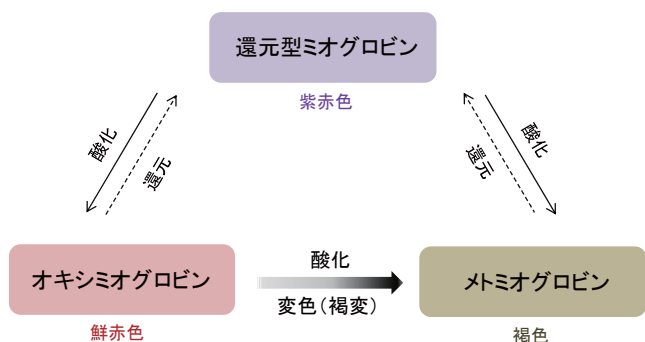 還元型ミオグロビン
紫赤色
酸化
還元
還元
酸化
オキシミオグロビン
鮮赤色
酸化
変色(褐変)
メトミオグロビン
褐色